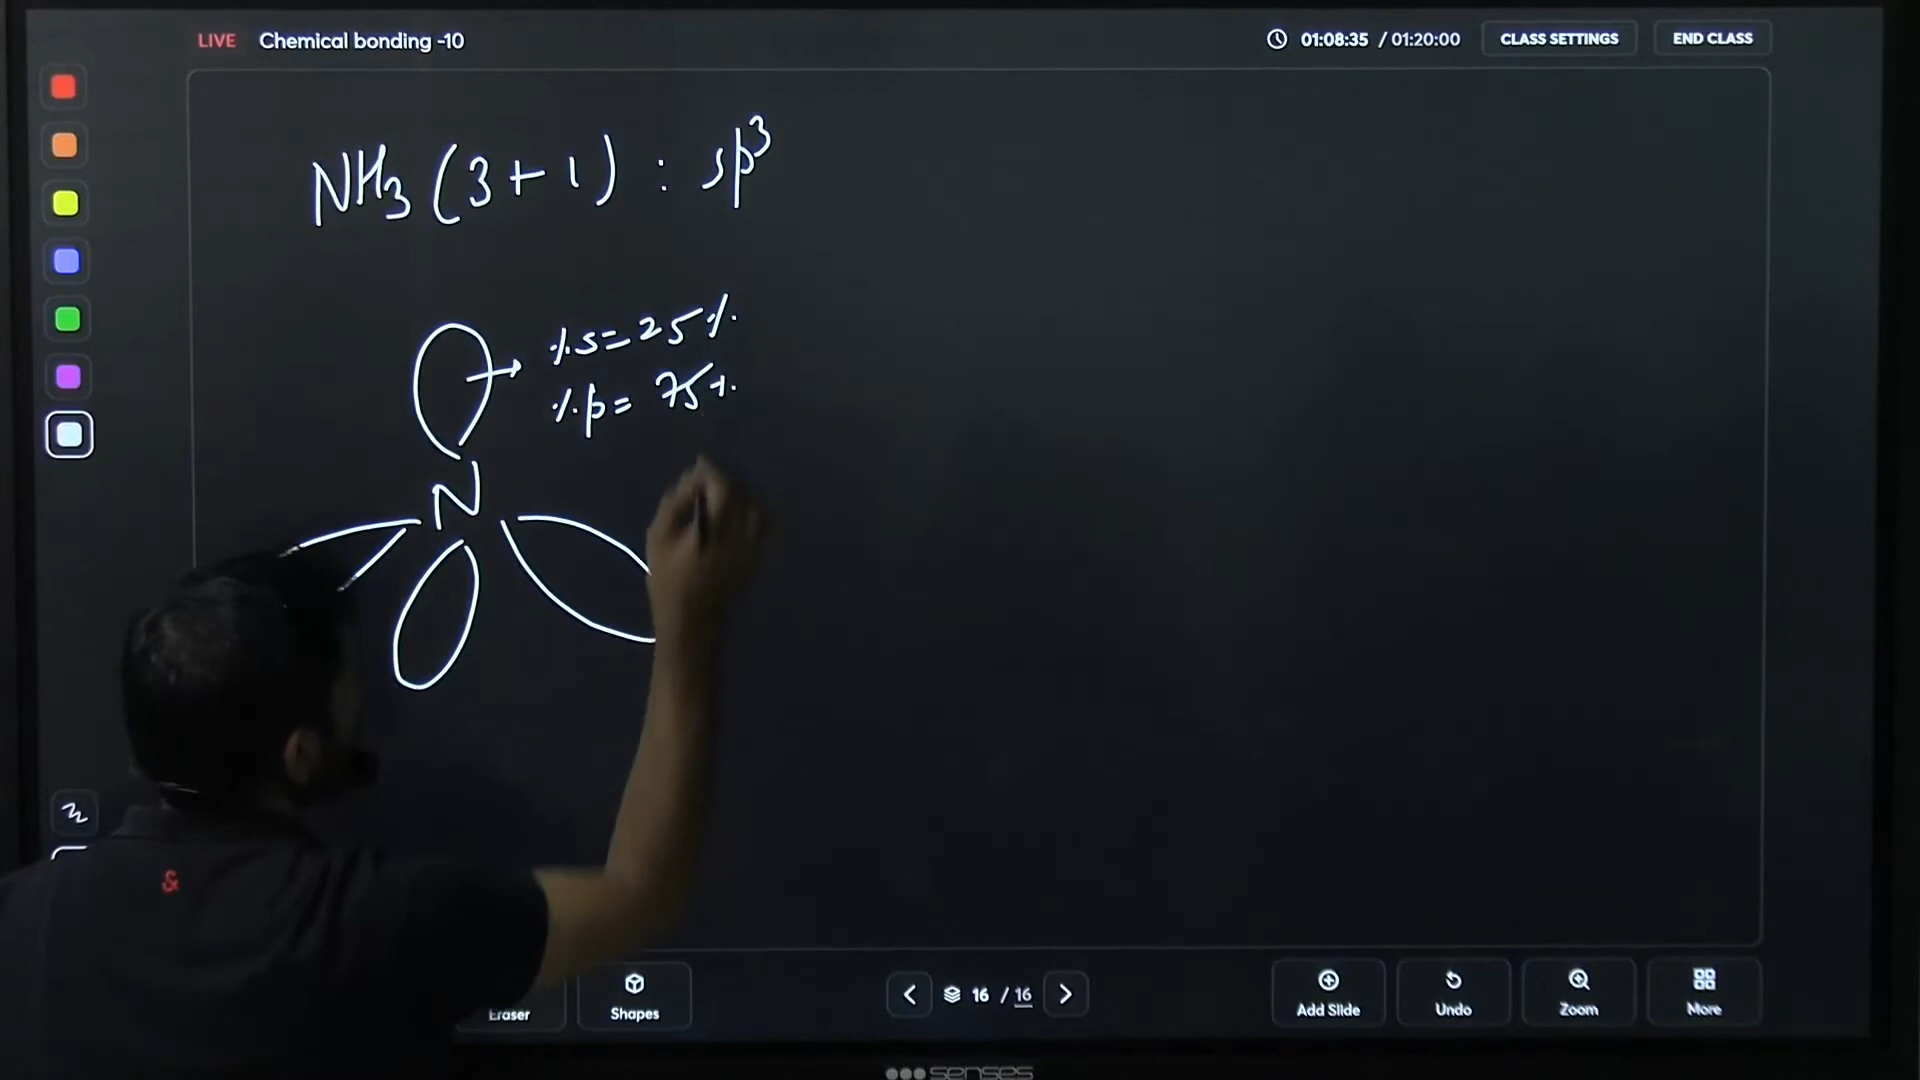 LIVE Chemical bonding -10
01:08:35 / 01:20:00 CLASS SETTINGS END CLASS
NH3 (3+1) : sp³
%s = 25%
%p = 75%
N
&
Eraser Shapes 16 / 16 Add Slide Undo Zoom More
senses